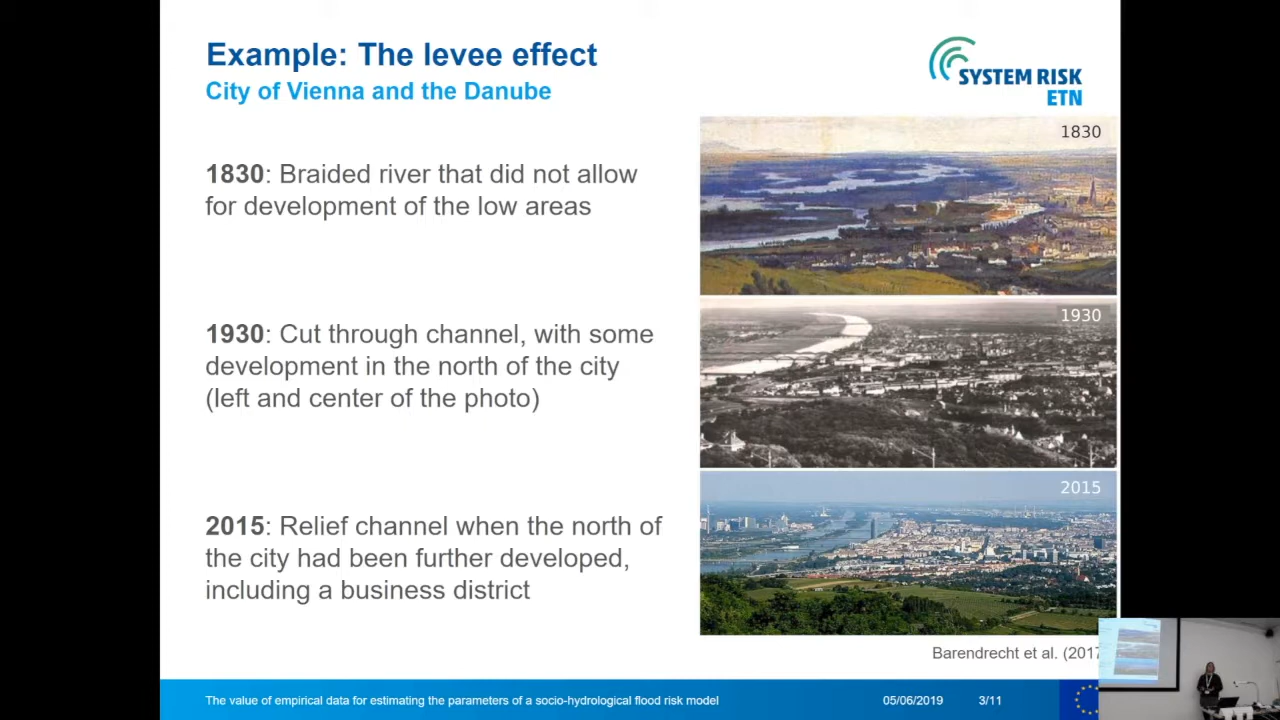 Example: The levee effect
City of Vienna and the Danube
SYSTEM RISK
ETN
1830: Braided river that did not allow
for development of the low areas
1830
1930: Cut through channel, with some
development in the north of the city
(left and center of the photo)
1930
2015: Relief channel when the north of
the city had been further developed,
including a business district
2015
Barendrecht et al. (2017
The value of empirical data for estimating the parameters of a socio-hydrological flood risk model
05/06/2019
3/11